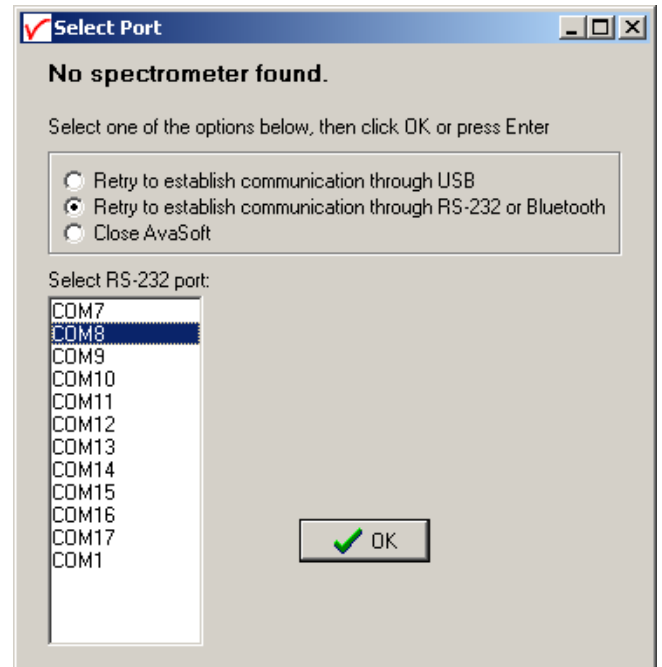 Select Port
No spectrometer found.
Select one of the options below, then click OK or press Enter
Retry to establish communication through USB
Retry to establish communication through RS-232 or Bluetooth
Close AvaSoft
Select RS-232 port:
COM7
COM8
COM9
COM10
COM11
COM12
COM13
COM14
COM15
COM16
COM17
COM1
OK